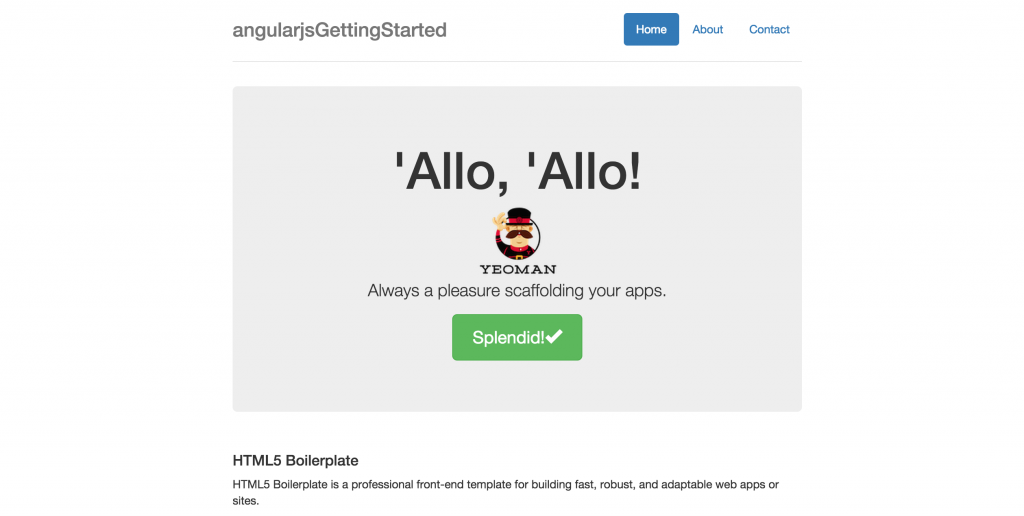 angularjsGettingStarted
Home About Contact
'Allo, 'Allo!
YEOMAN
Always a pleasure scaffolding your apps.
Splendid!
HTML5 Boilerplate
HTML5 Boilerplate is a professional front-end template for building fast, robust, and adaptable web apps or
sites.